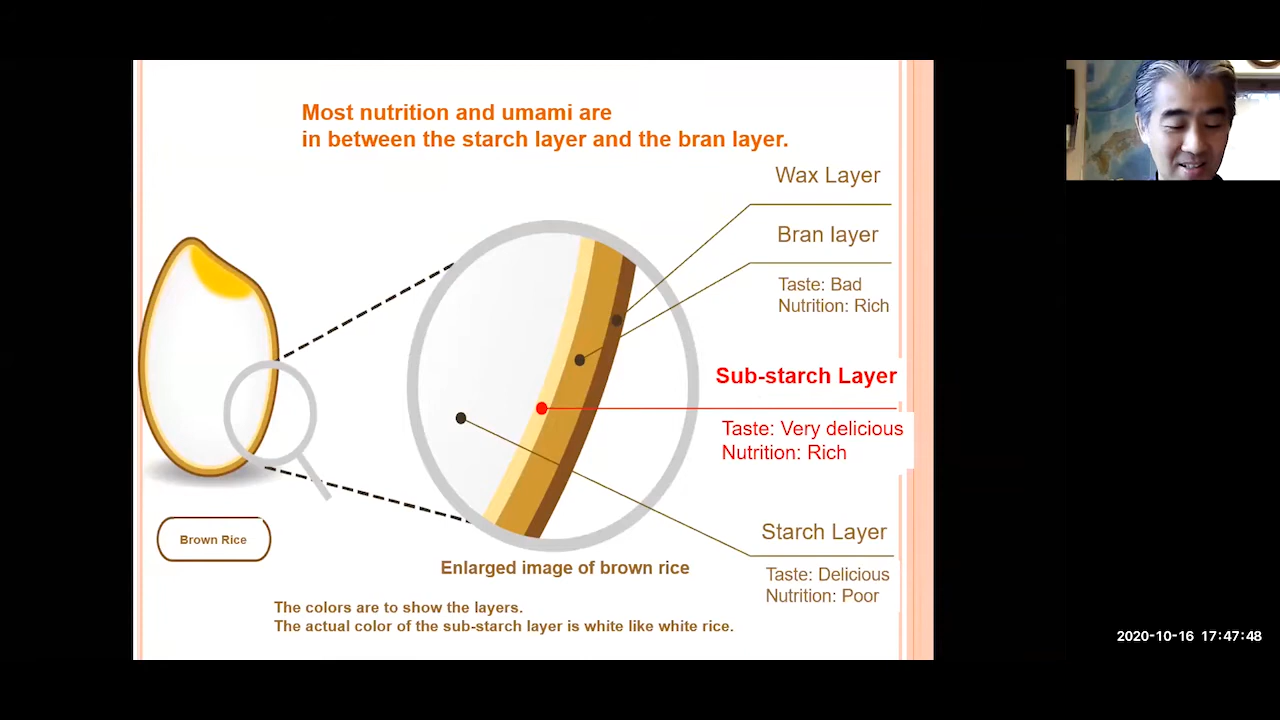 Most nutrition and umami are
in between the starch layer and the bran layer.
Wax Layer
Bran layer
Taste: Bad
Nutrition: Rich
Sub-starch Layer
Taste: Very delicious
Nutrition: Rich
Starch Layer
Taste: Delicious
Nutrition: Poor
Brown Rice
Enlarged image of brown rice
The colors are to show the layers.
The actual color of the sub-starch layer is white like white rice.
2020-10-16 17:47:48